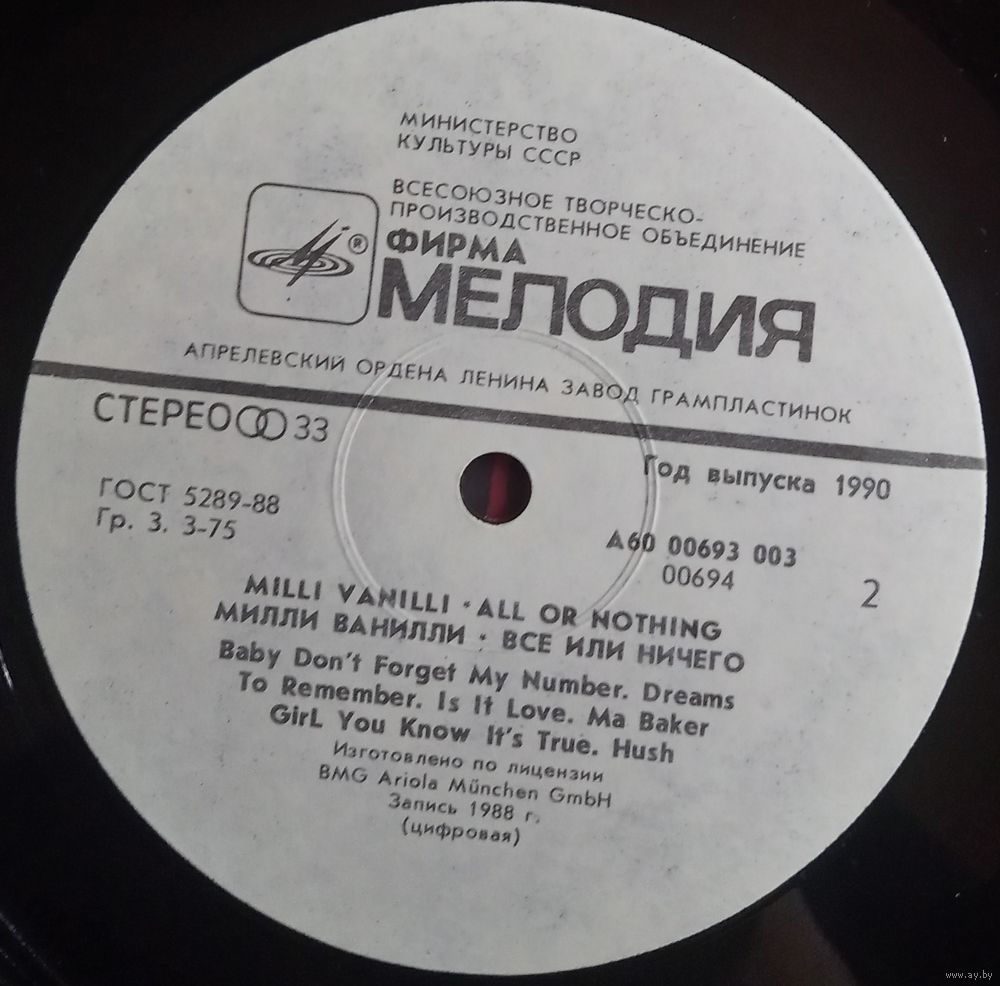 МИНИСТЕРСТВО
КУЛЬТУРЫ СССР
ВСЕСОЮЗНОЕ ТВОРЧЕСКО-
ПРОИЗВОДСТВЕННОЕ ОБЪЕДИНЕНИЕ
®
ФИРМА
МЕЛОДИЯ
АПРЕЛЕВСКИЙ ОРДЕНА ЛЕНИНА ЗАВОД ГРАМПЛАСТИНОК
СТЕРЕО 33
Год выпуска 1990
ГОСТ 5289-88
Гр. 3. 3-75
А60 00693 003
00694
2
MILLI VANILLI · ALL OR NOTHING
МИЛЛИ ВАНИЛЛИ · ВСЕ ИЛИ НИЧЕГО
Baby Don't Forget My Number. Dreams
To Remember. Is It Love. Ma Baker
GirL You Know It's True. Hush
Изготовлено по лицензии
BMG Ariola München GmbH
Запись 1988 г.
(цифровая)
www.ay.by